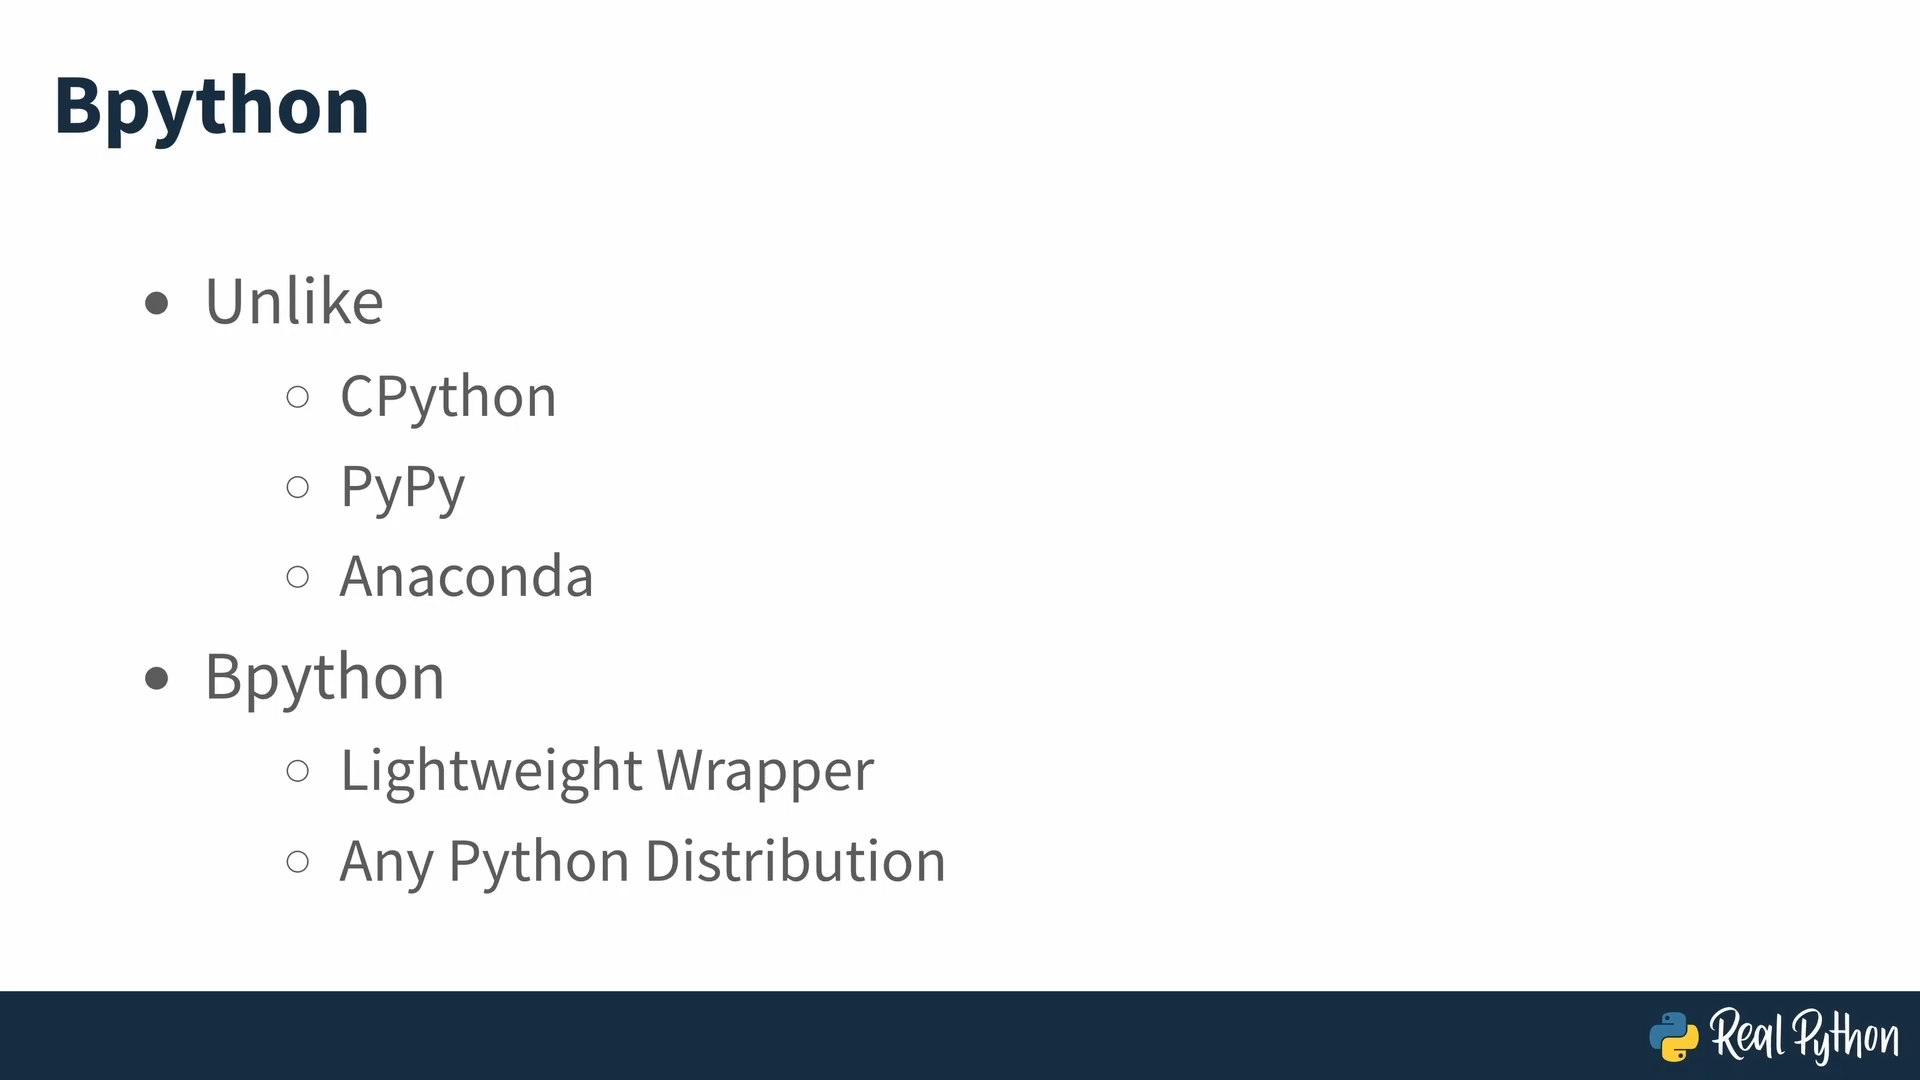 Bpython
Unlike
CPython
PyPy
Anaconda
Bpython
Lightweight Wrapper
Any Python Distribution
Real Python